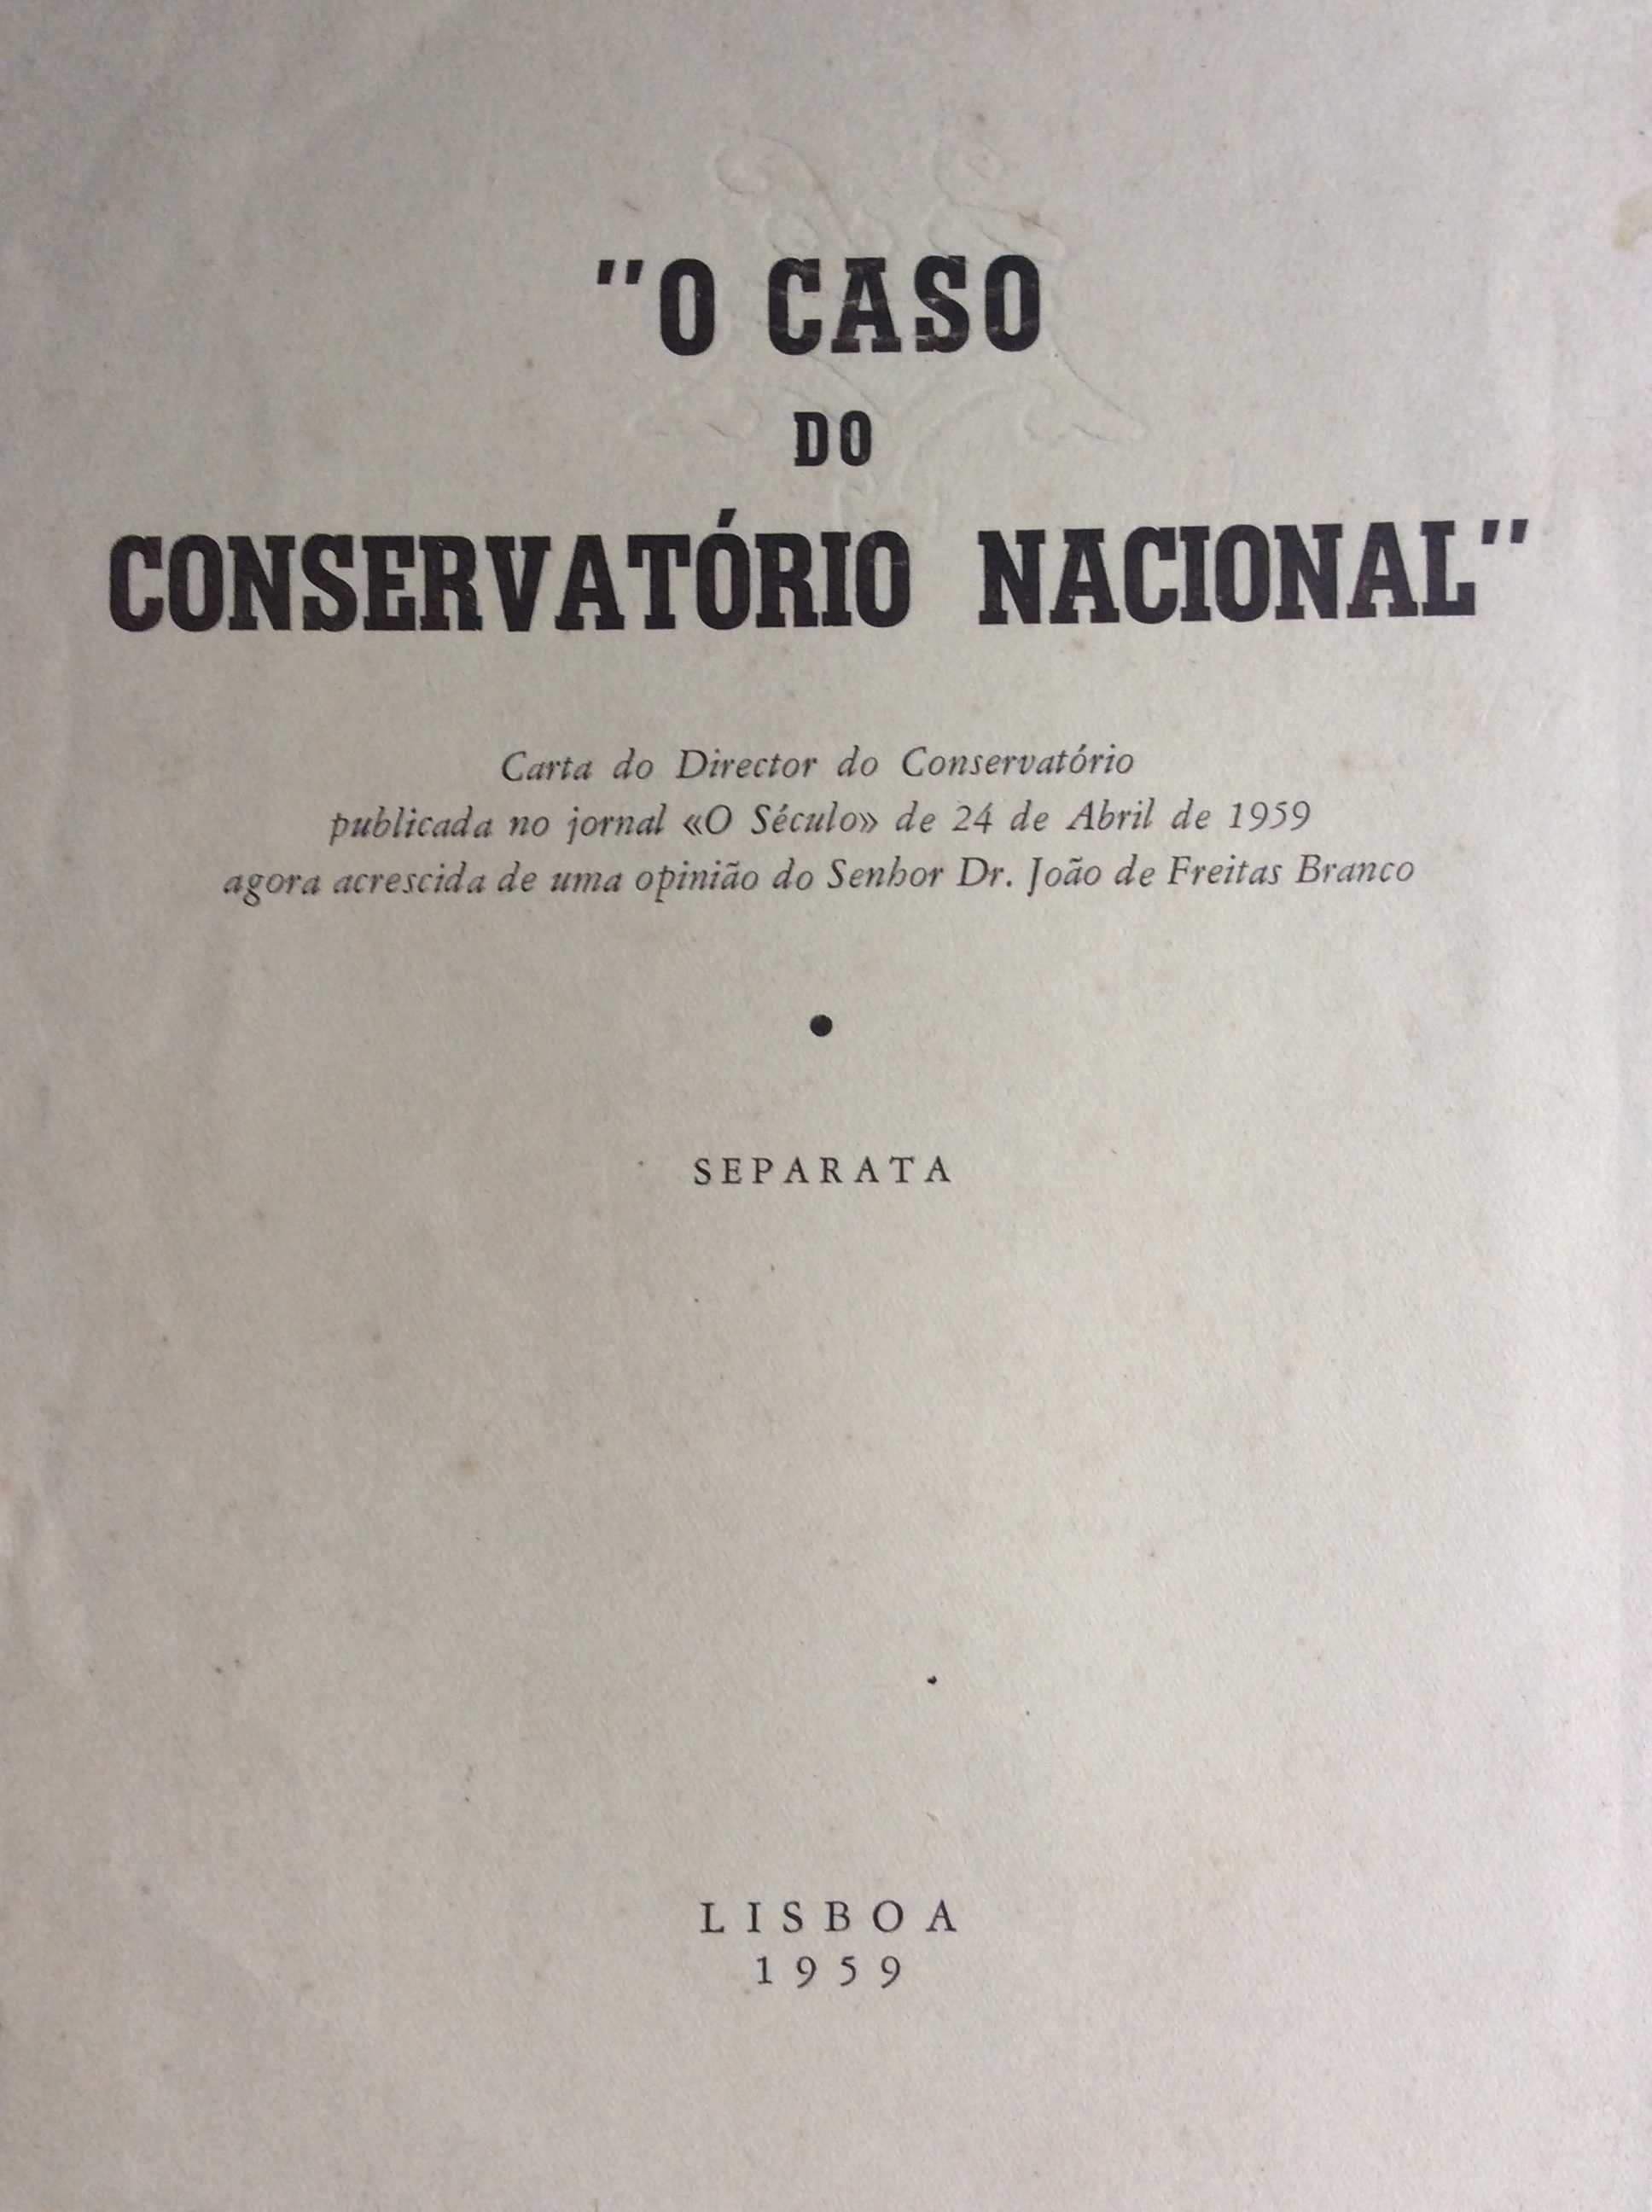 "O CASO
DO
CONSERVATÓRIO NACIONAL"
Carta do Director do Conservatório
publicada no jornal «O Século» de 24 de Abril de 1959
agora acrescida de uma opinião do Senhor Dr. João de Freitas Branco
SEPARATA
LISBOA
1959